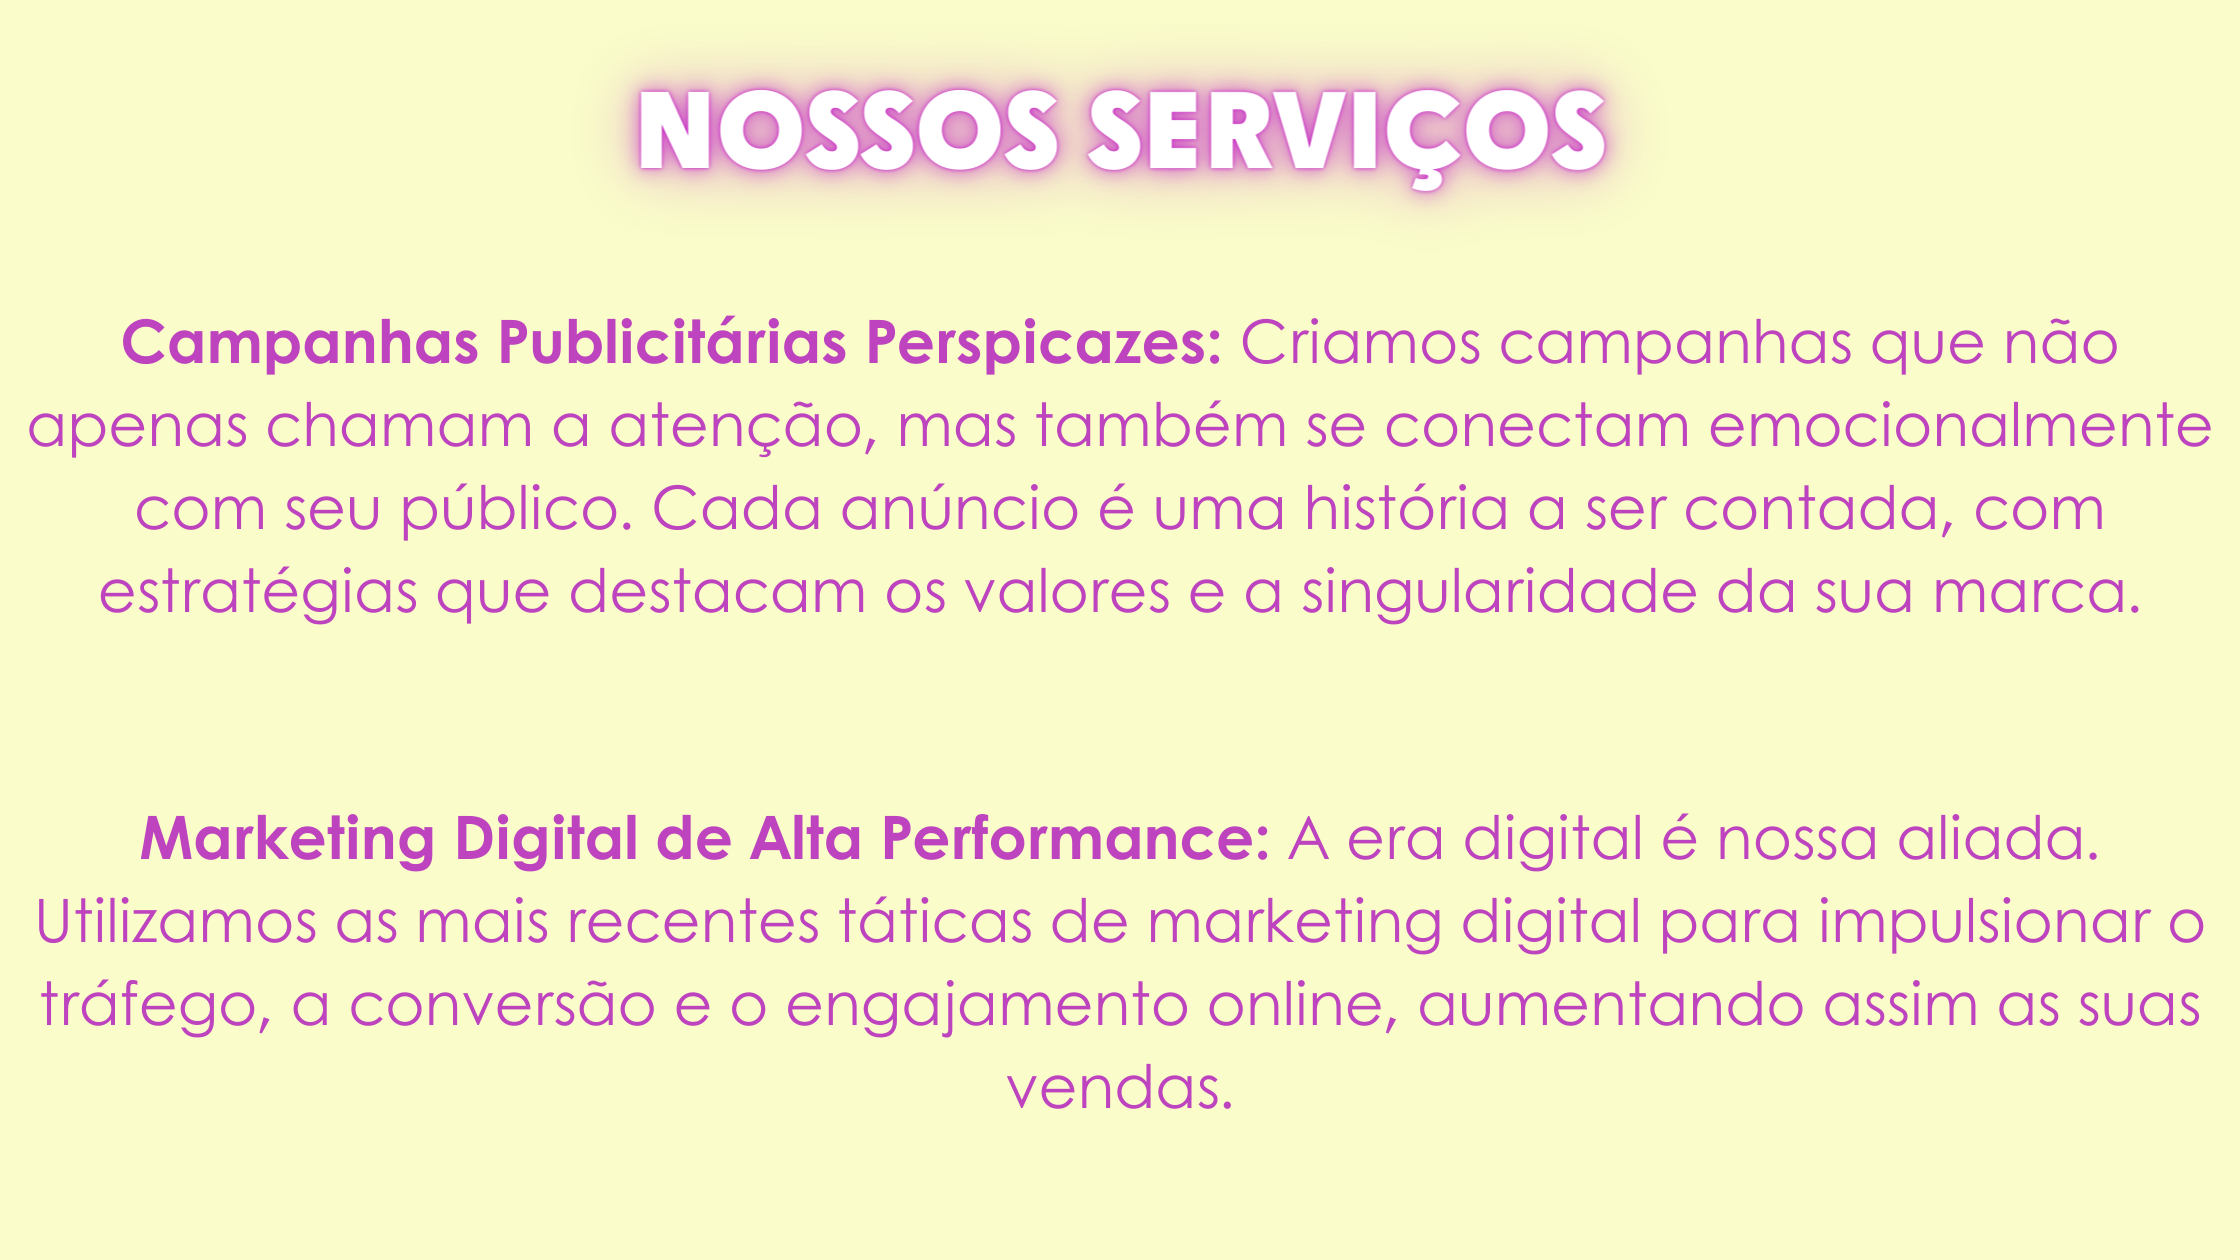 NOSSOS SERVIÇOS
Campanhas Publicitárias Perspicazes: Criamos campanhas que não
apenas chamam a atenção, mas também se conectam emocionalmente
com seu público. Cada anúncio é uma história a ser contada, com
estratégias que destacam os valores e a singularidade da sua marca.
Marketing Digital de Alta Performance: A era digital é nossa aliada.
Utilizamos as mais recentes táticas de marketing digital para impulsionar o
tráfego, a conversão e o engajamento online, aumentando assim as suas
vendas.